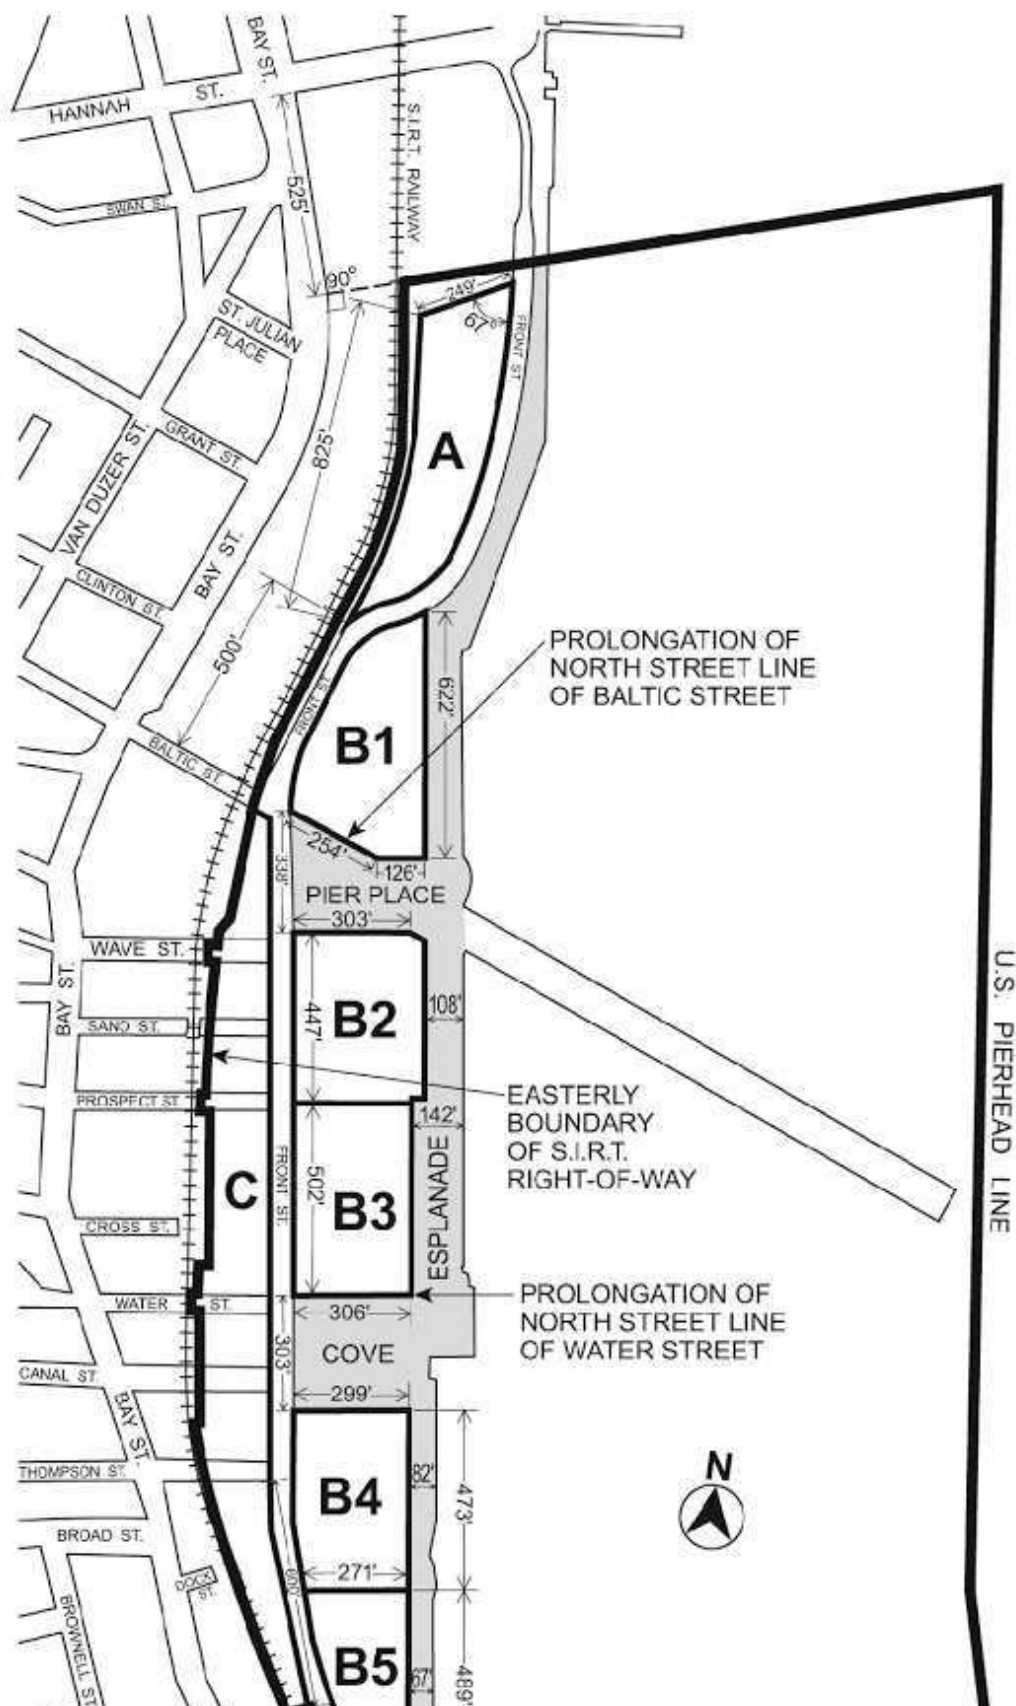 BAY ST.
HANNAH ST.
S.I.R.T. RAILWAY
525'
SWAN ST.
90°
249'
67°
FRONT ST.
ST. JULIAN
PLACE
825'
A
GRANT ST.
VAN DUZER ST.
BAY ST.
CLINTON ST.
500'
PROLONGATION OF
NORTH STREET LINE
OF BALTIC STREET
622'
FRONT ST.
B1
BALTIC ST.
254'
338'
126'
PIER PLACE
303'
WAVE ST.
BAY ST.
SAND ST.
447'
B2
108'
U.S. PIERHEAD LINE
EASTERLY
BOUNDARY
OF S.I.R.T.
RIGHT-OF-WAY
PROSPECT ST.
142'
ESPLANADE
C
FRONT ST.
502'
B3
CROSS ST.
WATER ST.
306'
PROLONGATION OF
NORTH STREET LINE
OF WATER STREET
303'
COVE
CANAL ST.
299'
BAY ST.
THOMPSON ST.
B4
82'
473'
N
BROAD ST.
DOCK ST.
271'
600'
BROWNELL ST.
B5
67'
489'